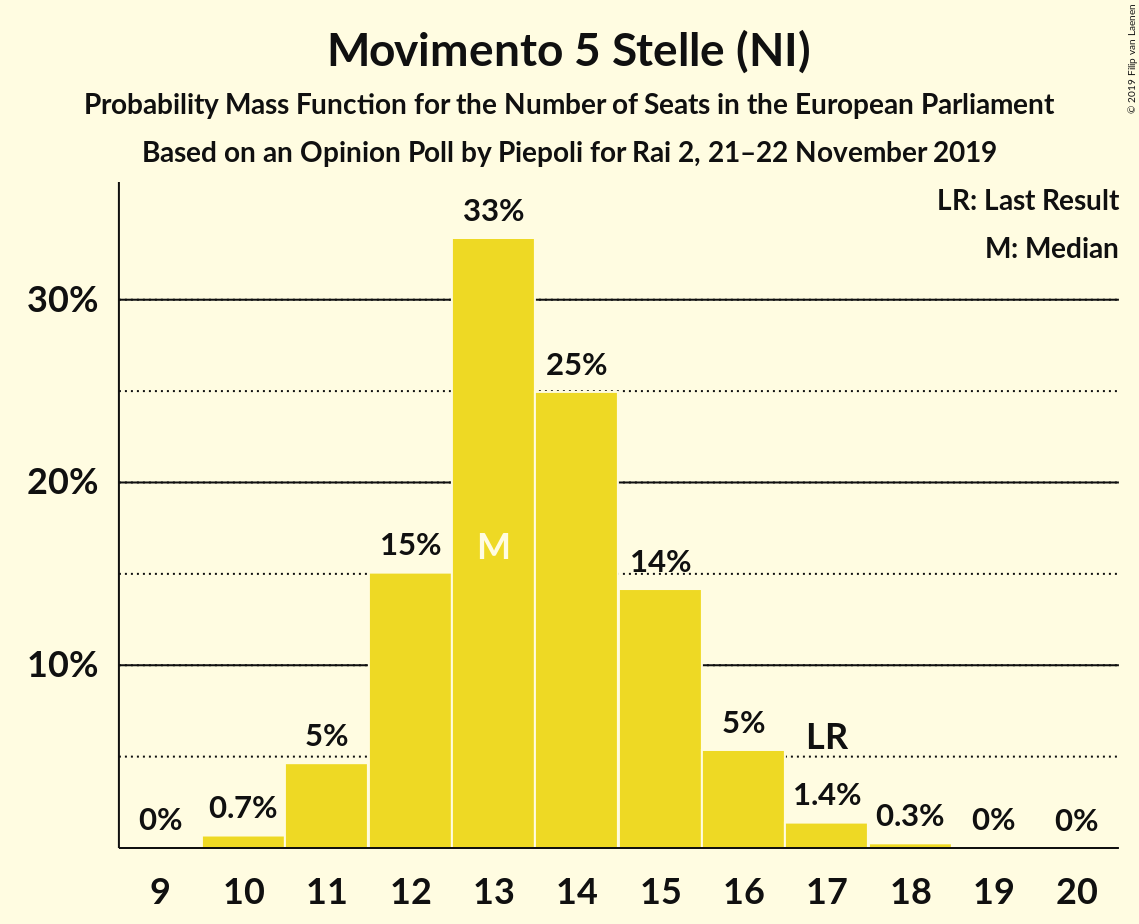 Movimento 5 Stelle (NI)
Probability Mass Function for the Number of Seats in the European Parliament
Based on an Opinion Poll by Piepoli for Rai 2, 21–22 November 2019
© 2019 Filip van Laenen
LR: Last Result
M: Median
33%
30%
25%
20%
15%
M
14%
10%
5%
5%
LR
0%
0.7%
1.4%
0.3%
0%
0%
9 10 11 12 13 14 15 16 17 18 19 20